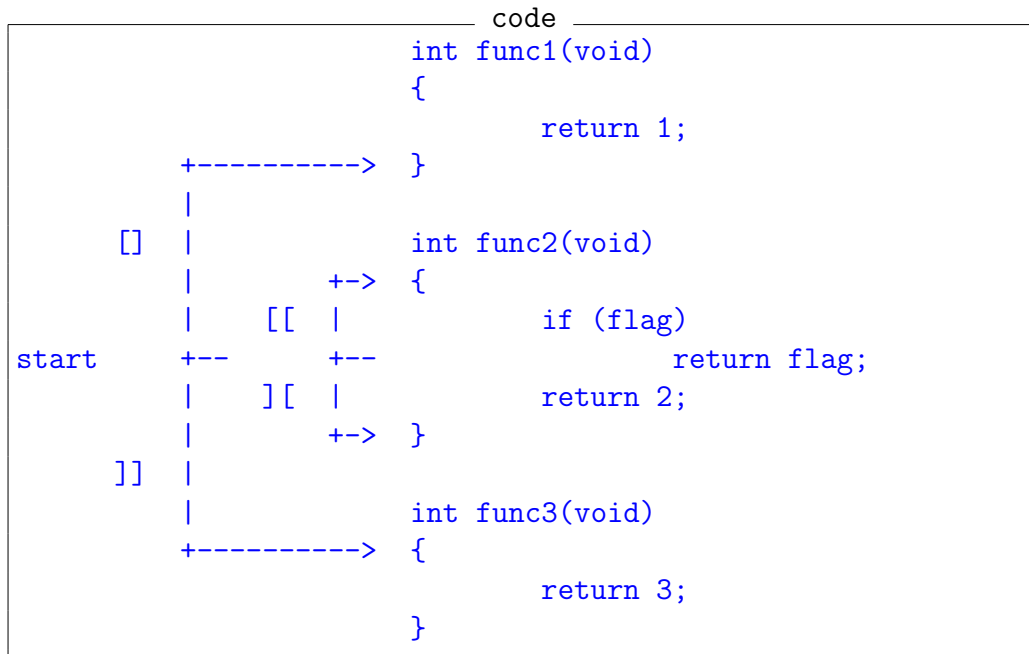 code
                         int func1(void)
                         {
                                 return 1;
           +---------->  }
           |
       []  |             int func2(void)
           |        +->  {
           |    [[  |            if (flag)
start      +--      +--                  return flag;
           |    ][  |            return 2;
           |        +->  }
       ]]  |
           |             int func3(void)
           +---------->  {
                                 return 3;
                         }